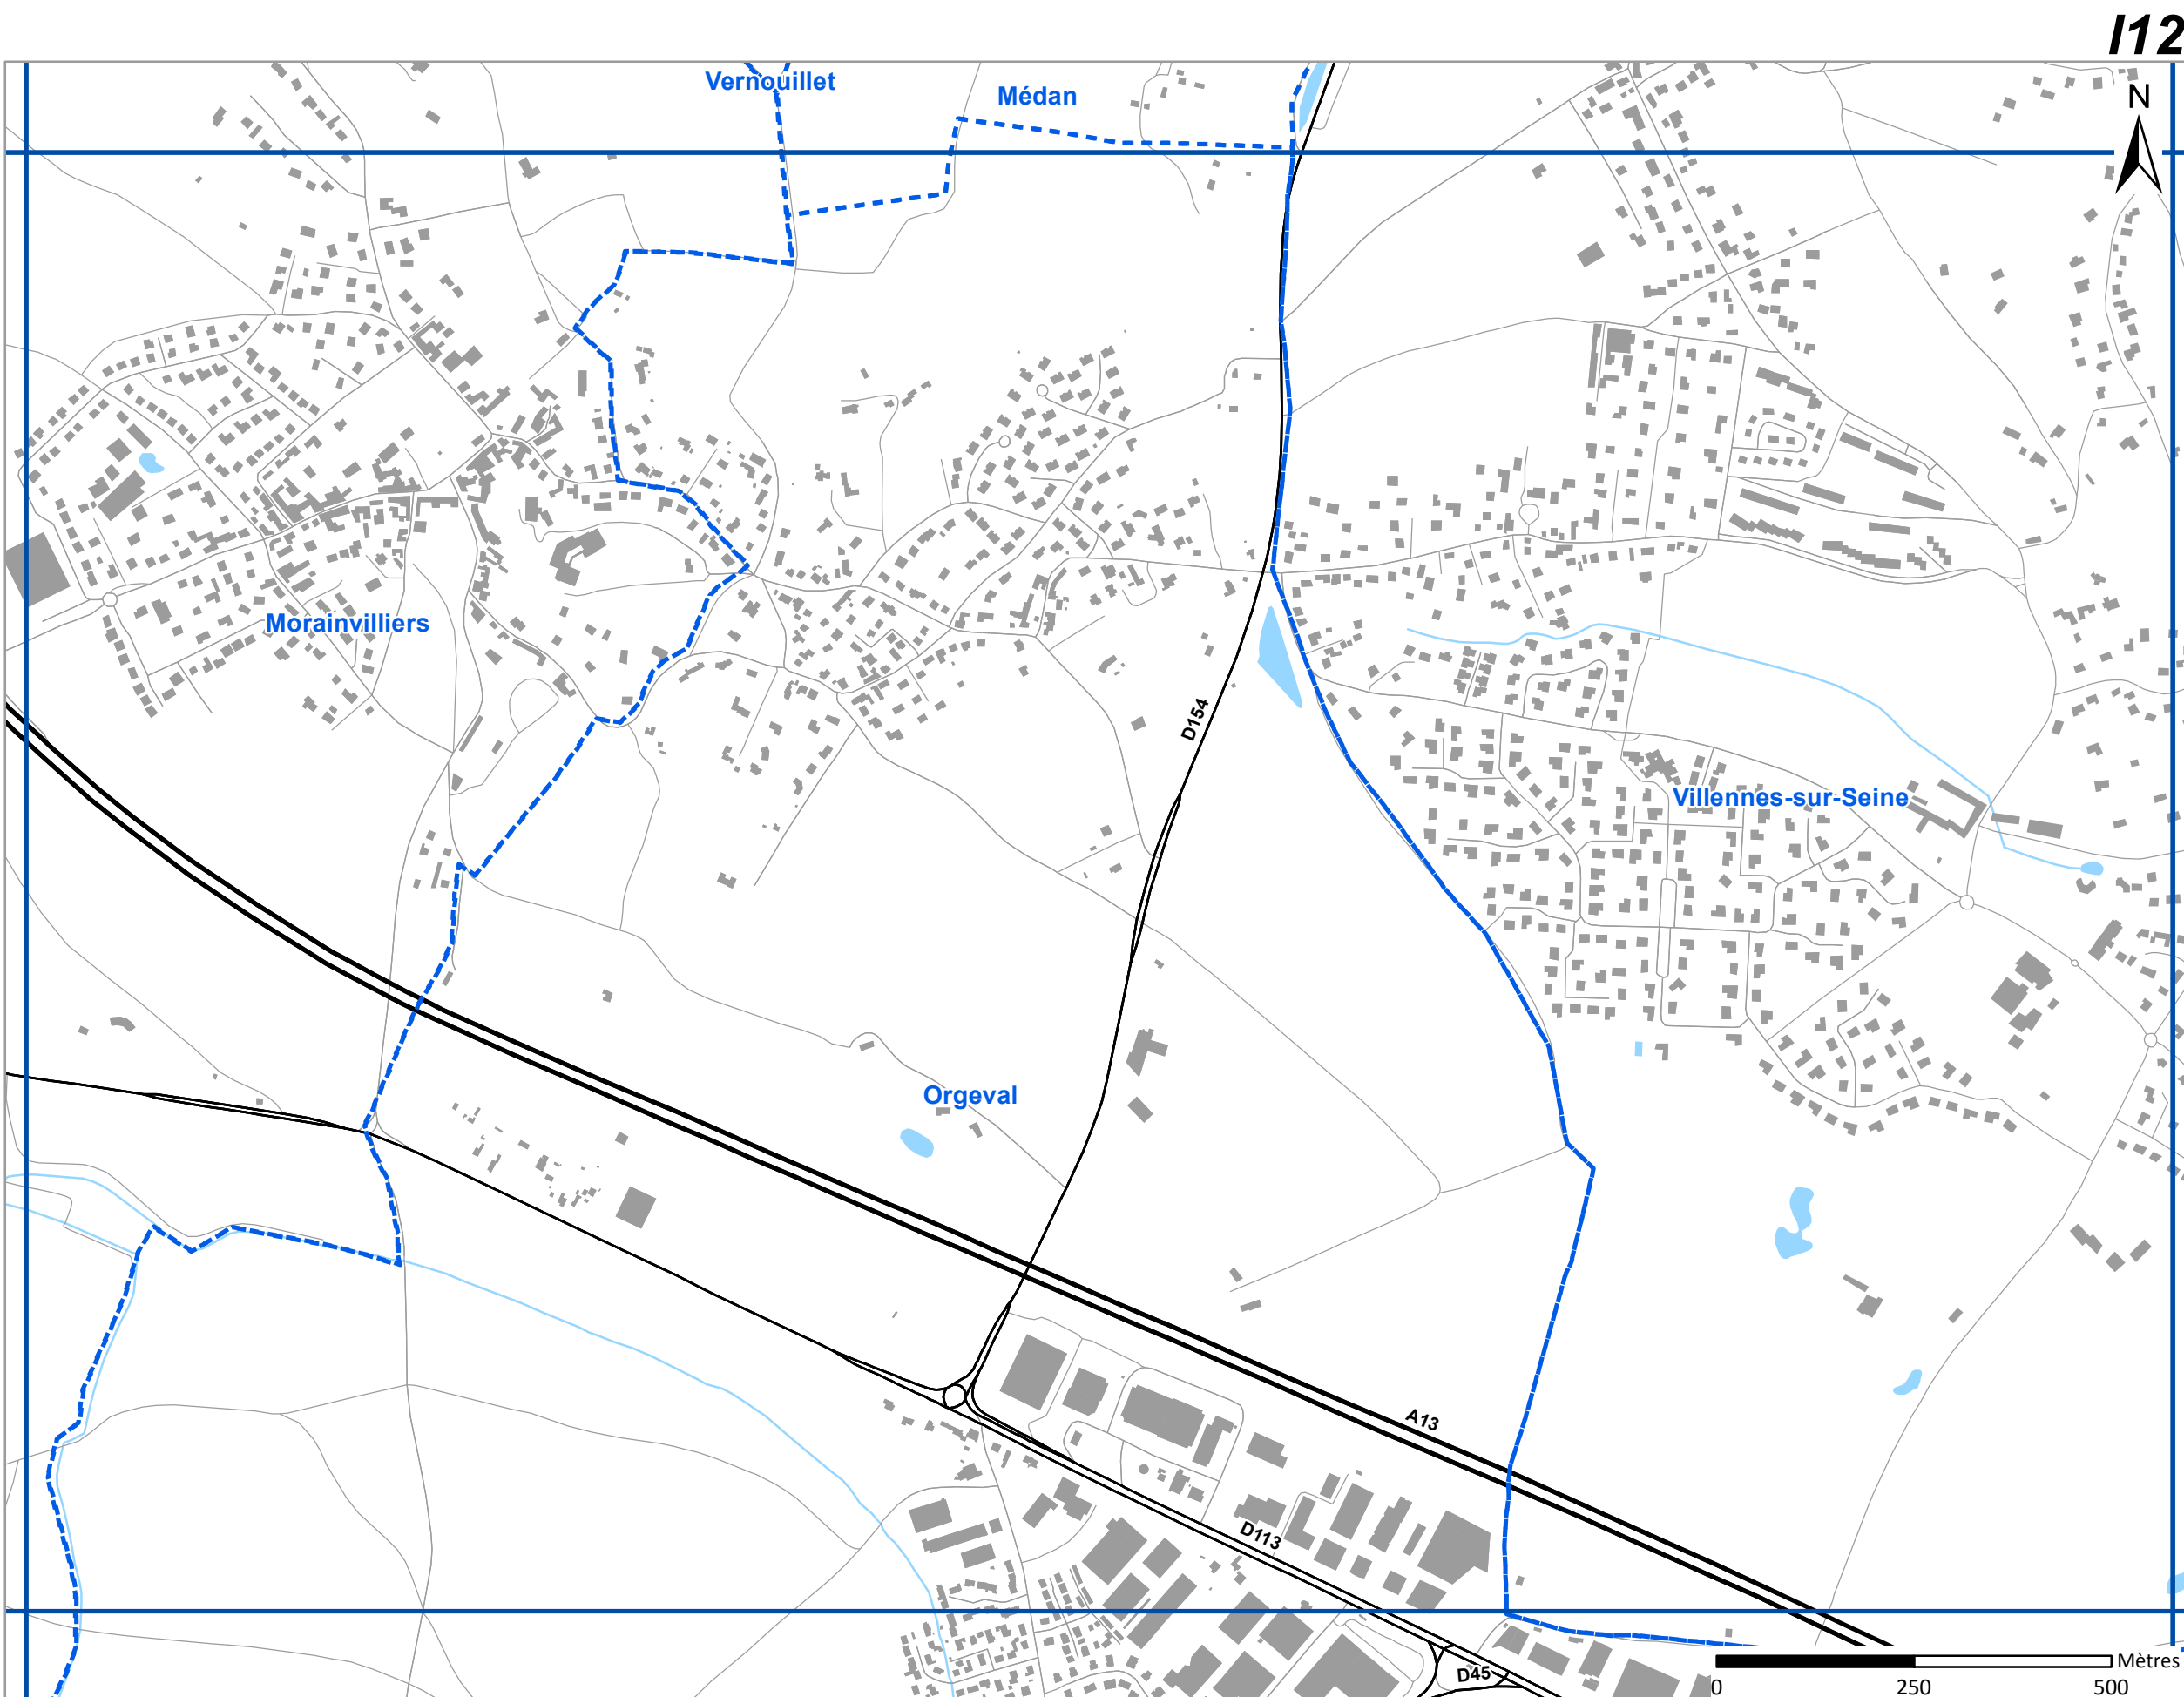 I12
Vernouillet
Médan
N
Morainvilliers
D154
Villennes-sur-Seine
Orgeval
A13
D113
D45
Mètres
0 250 500